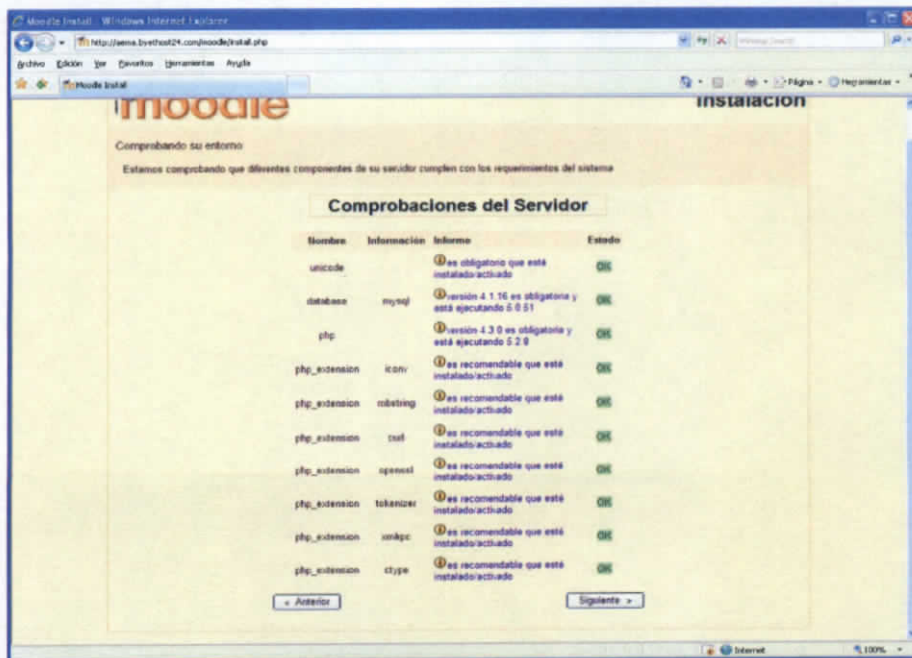 Moodle Install - Windows Internet Explorer
http://aema.byethost24.com/moodle/install.php
Archivo Edición Ver Favoritos Herramientas Ayuda
Moodle Install
Página Herramientas
moodle
Instalación
Comprobando su entorno
Estamos comprobando que diferentes componentes de su servidor cumplen con los requerimientos del sistema
Comprobaciones del Servidor
Nombre Información Informe Estado
unicode es obligatorio que esté OK
instalado/activado
database mysql versión 4.1.16 es obligatoria y OK
está ejecutando 5.0.51
php versión 4.3.0 es obligatoria y OK
está ejecutando 5.2.8
php_extension iconv es recomendable que esté OK
instalado/activado
php_extension mbstring es recomendable que esté OK
instalado/activado
php_extension curl es recomendable que esté OK
instalado/activado
php_extension openssl es recomendable que esté OK
instalado/activado
php_extension tokenizer es recomendable que esté OK
instalado/activado
php_extension xmlrpc es recomendable que esté OK
instalado/activado
php_extension ctype es recomendable que esté OK
instalado/activado
« Anterior Siguiente »
Internet 100%